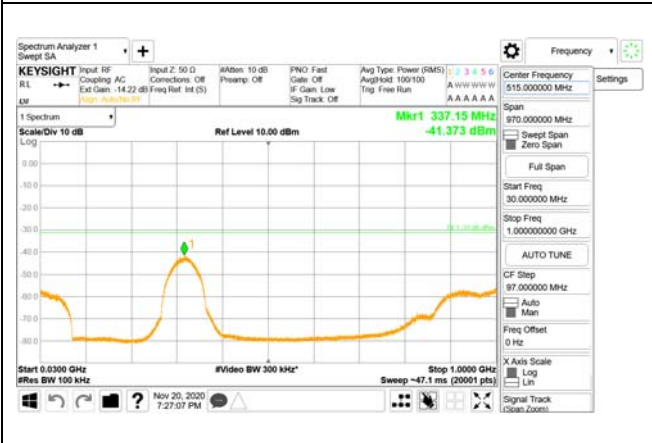 Spectrum Analyzer 1
Swept SA
+
Frequency
KEYSIGHT
RL
Input: RF
Coupling: AC
Ext Gain: -14.22 dB
Align: Auto/No RF
Input Z: 50 Ω
Corrections: Off
Freq Ref: Int (S)
#Atten: 10 dB
Preamp: Off
PNO: Fast
Gate: Off
IF Gain: Low
Sig Track: Off
Avg Type: Power (RMS)
Avg|Hold: 100/100
Trig: Free Run
1 2 3 4 5 6
A W W W W W
A A A A A A
1 Spectrum
Scale/Div 10 dB
Log
Ref Level 10.00 dBm
Mkr1 337.15 MHz
-41.373 dBm
0.00
-10.0
-20.0
-30.0
-40.0
-50.0
-60.0
-70.0
-80.0
1
Start 0.0300 GHz
#Res BW 100 kHz
#Video BW 300 kHz*
Stop 1.0000 GHz
Sweep ~47.1 ms (20001 pts)
?
Nov 20, 2020
7:27:07 PM
Center Frequency
515.000000 MHz
Settings
Span
970.000000 MHz
Swept Span
Zero Span
Full Span
Start Freq
30.000000 MHz
Stop Freq
1.000000000 GHz
AUTO TUNE
CF Step
97.000000 MHz
Auto
Man
Freq Offset
0 Hz
X Axis Scale
Log
Lin
Signal Track
(Span Zoom)